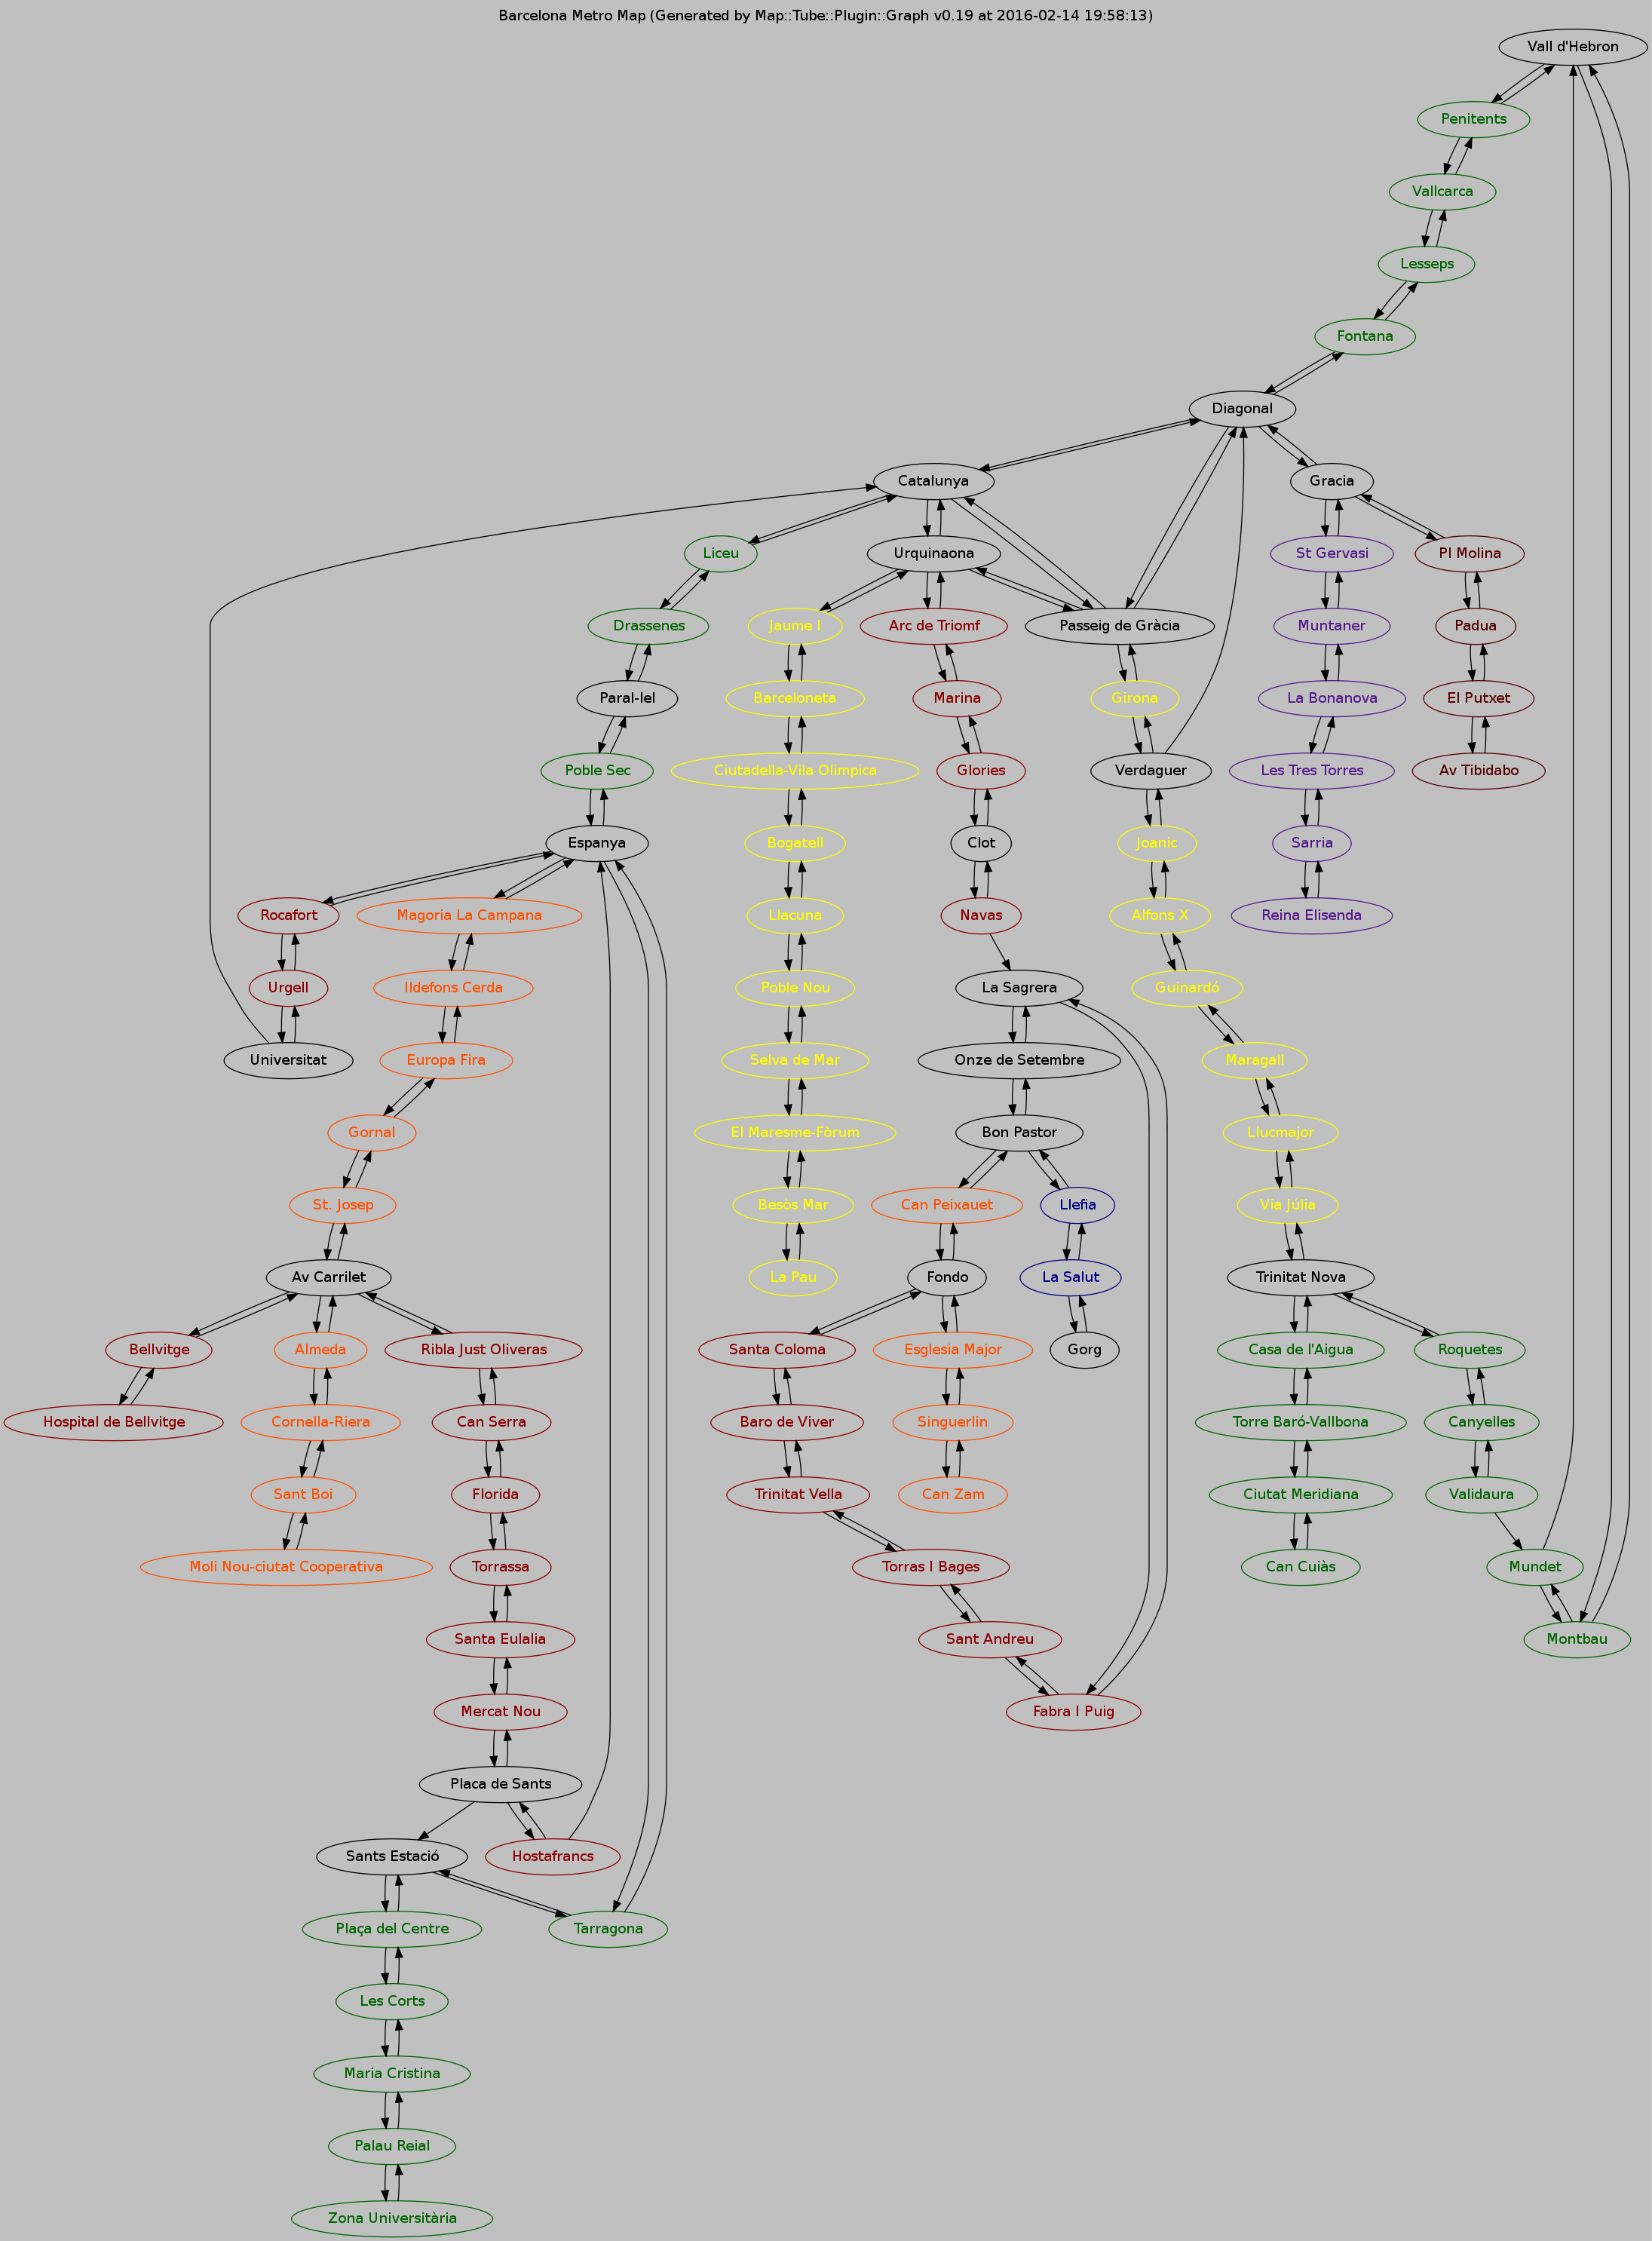 Barcelona Metro Map (Generated by Map::Tube::Plugin::Graph v0.19 at 2016-02-14 19:58:13)
Vall d'Hebron
Penitents
Vallcarca
Lesseps
Fontana
Diagonal
Catalunya
Gracia
Liceu
Urquinaona
St Gervasi
Pl Molina
Drassenes
Jaume I
Arc de Triomf
Passeig de Gràcia
Muntaner
Padua
Paral-lel
Barceloneta
Marina
Girona
La Bonanova
El Putxet
Poble Sec
Ciutadella-Vila Olimpica
Glories
Verdaguer
Les Tres Torres
Av Tibidabo
Espanya
Bogatell
Clot
Joanic
Sarria
Rocafort
Magoria La Campana
Llacuna
Navas
Alfons X
Reina Elisenda
Urgell
Ildefons Cerda
Poble Nou
La Sagrera
Guinardó
Universitat
Europa Fira
Selva de Mar
Onze de Setembre
Maragall
Gornal
El Maresme-Fòrum
Bon Pastor
Llucmajor
St. Josep
Besòs Mar
Can Peixauet
Llefia
Via Júlia
Av Carrilet
La Pau
Fondo
La Salut
Trinitat Nova
Bellvitge
Almeda
Ribla Just Oliveras
Santa Coloma
Esglesia Major
Gorg
Casa de l'Aigua
Roquetes
Hospital de Bellvitge
Cornella-Riera
Can Serra
Baro de Viver
Singuerlin
Torre Baró-Vallbona
Canyelles
Sant Boi
Florida
Trinitat Vella
Can Zam
Ciutat Meridiana
Validaura
Moli Nou-ciutat Cooperativa
Torrassa
Torras I Bages
Can Cuiàs
Mundet
Santa Eulalia
Sant Andreu
Montbau
Mercat Nou
Fabra I Puig
Placa de Sants
Sants Estació
Hostafrancs
Plaça del Centre
Tarragona
Les Corts
Maria Cristina
Palau Reial
Zona Universitària